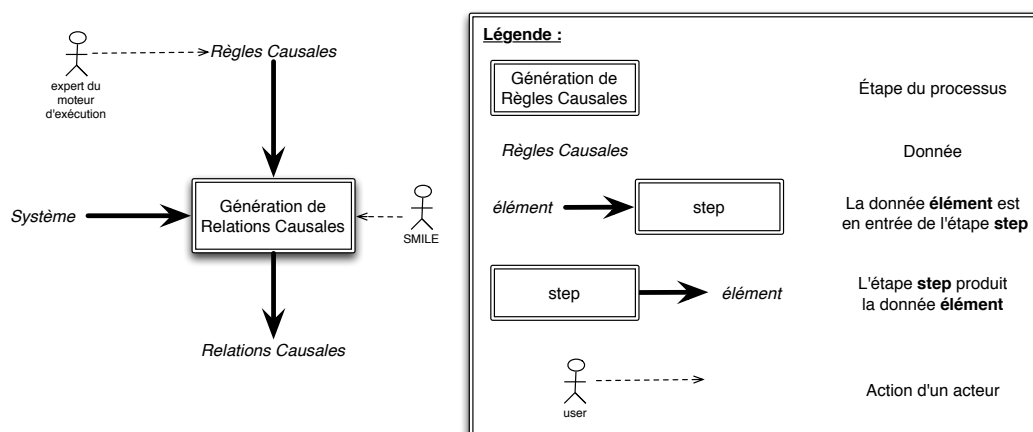 Règles Causales
expert du
moteur
d'exécution
Système
Génération de
Relations Causales
SMILE
Relations Causales
Légende :
Génération de
Règles Causales
Étape du processus
Règles Causales
Donnée
élément
step
La donnée élément est
en entrée de l'étape step
step
élément
L'étape step produit
la donnée élément
user
Action d'un acteur